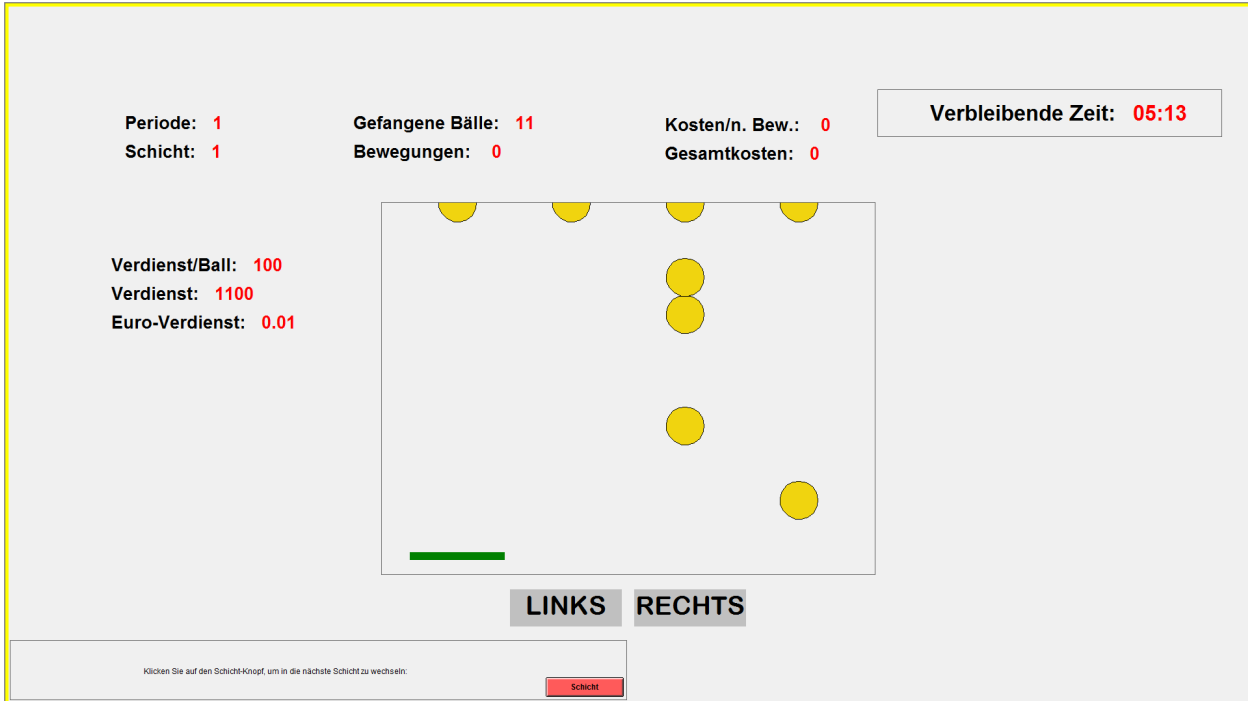 Verbleibende Zeit: 05:13
Periode: 1
Schicht: 1
Gefangene Bälle: 11
Bewegungen: 0
Kosten/n. Bew.: 0
Gesamtkosten: 0
Verdienst/Ball: 100
Verdienst: 1100
Euro-Verdienst: 0.01
LINKS
RECHTS
Klicken Sie auf den Schicht-Knopf, um in die nächste Schicht zu wechseln:
Schicht